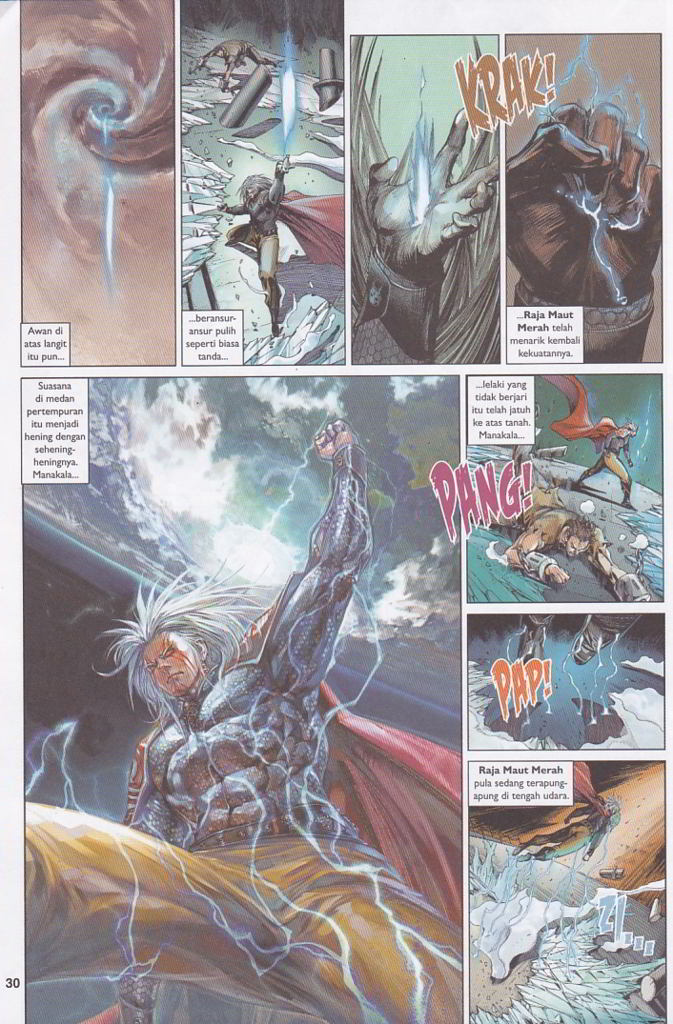 Awan di
atas langit
itu pun...
...beransur-
ansur pulih
seperti biasa
tanda...
KRAK!
...Raja Maut
Merah telah
menarik kembali
kekuatannya.
Suasana
di medan
pertempuran
itu menjadi
hening dengan
sehening-
heningnya.
Manakala...
...lelaki yang
tidak berjari
itu telah jatuh
ke atas tanah.
Manakala...
PANG!
PAP!
Raja Maut Merah
pula sedang terapung-
apung di tengah udara.
ZI...
30